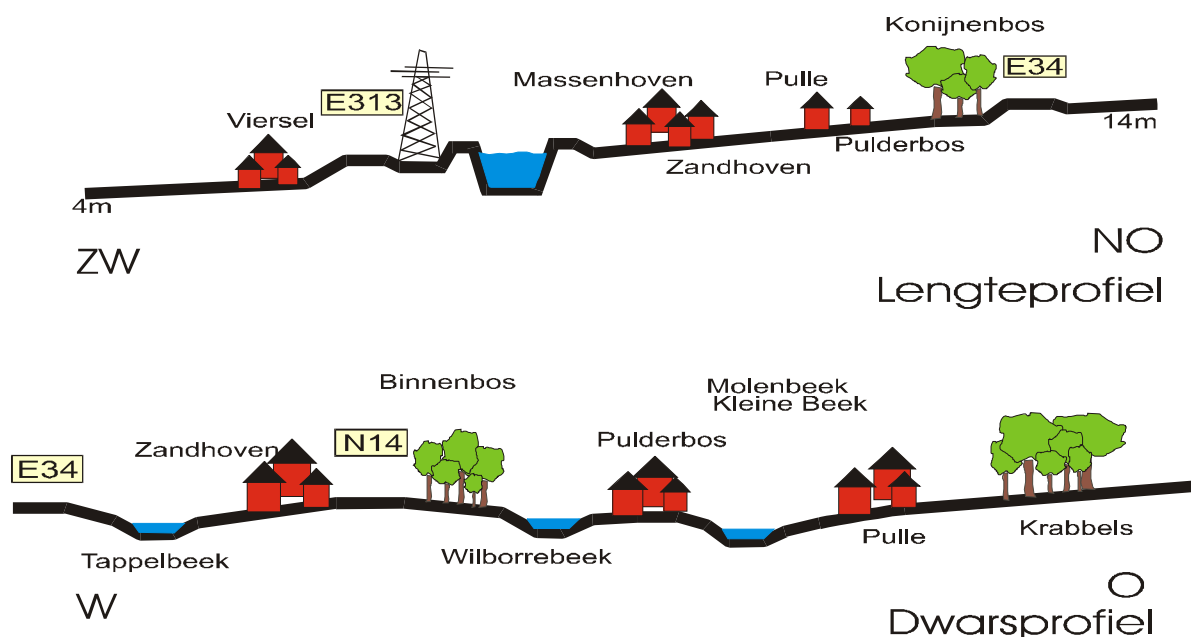 Konijnenbos
Massenhoven
Pulle
E34
E313
Viersel
14m
Pulderbos
Zandhoven
4m
NO
ZW
Lengteprofiel
Binnenbos
Molenbeek
Kleine Beek
Zandhoven
N14
Pulderbos
E34
Krabbels
Pulle
Wilborrebeek
Tappelbeek
O
W
Dwarsprofiel